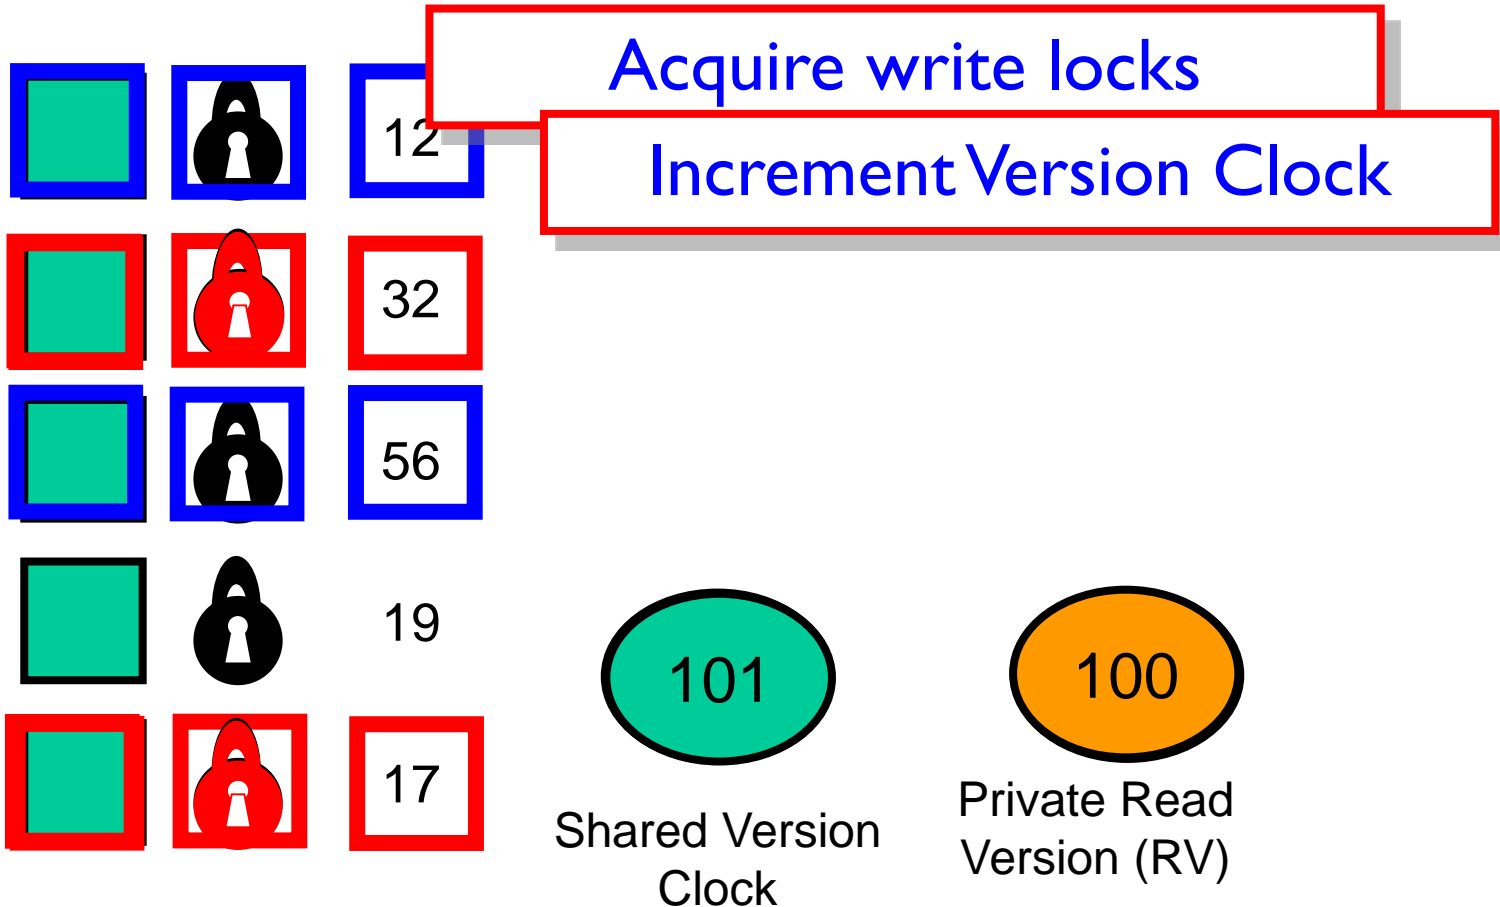 Acquire write locks
Increment Version Clock
12
32
56
19
17
101
100
Shared Version
Clock
Private Read
Version (RV)